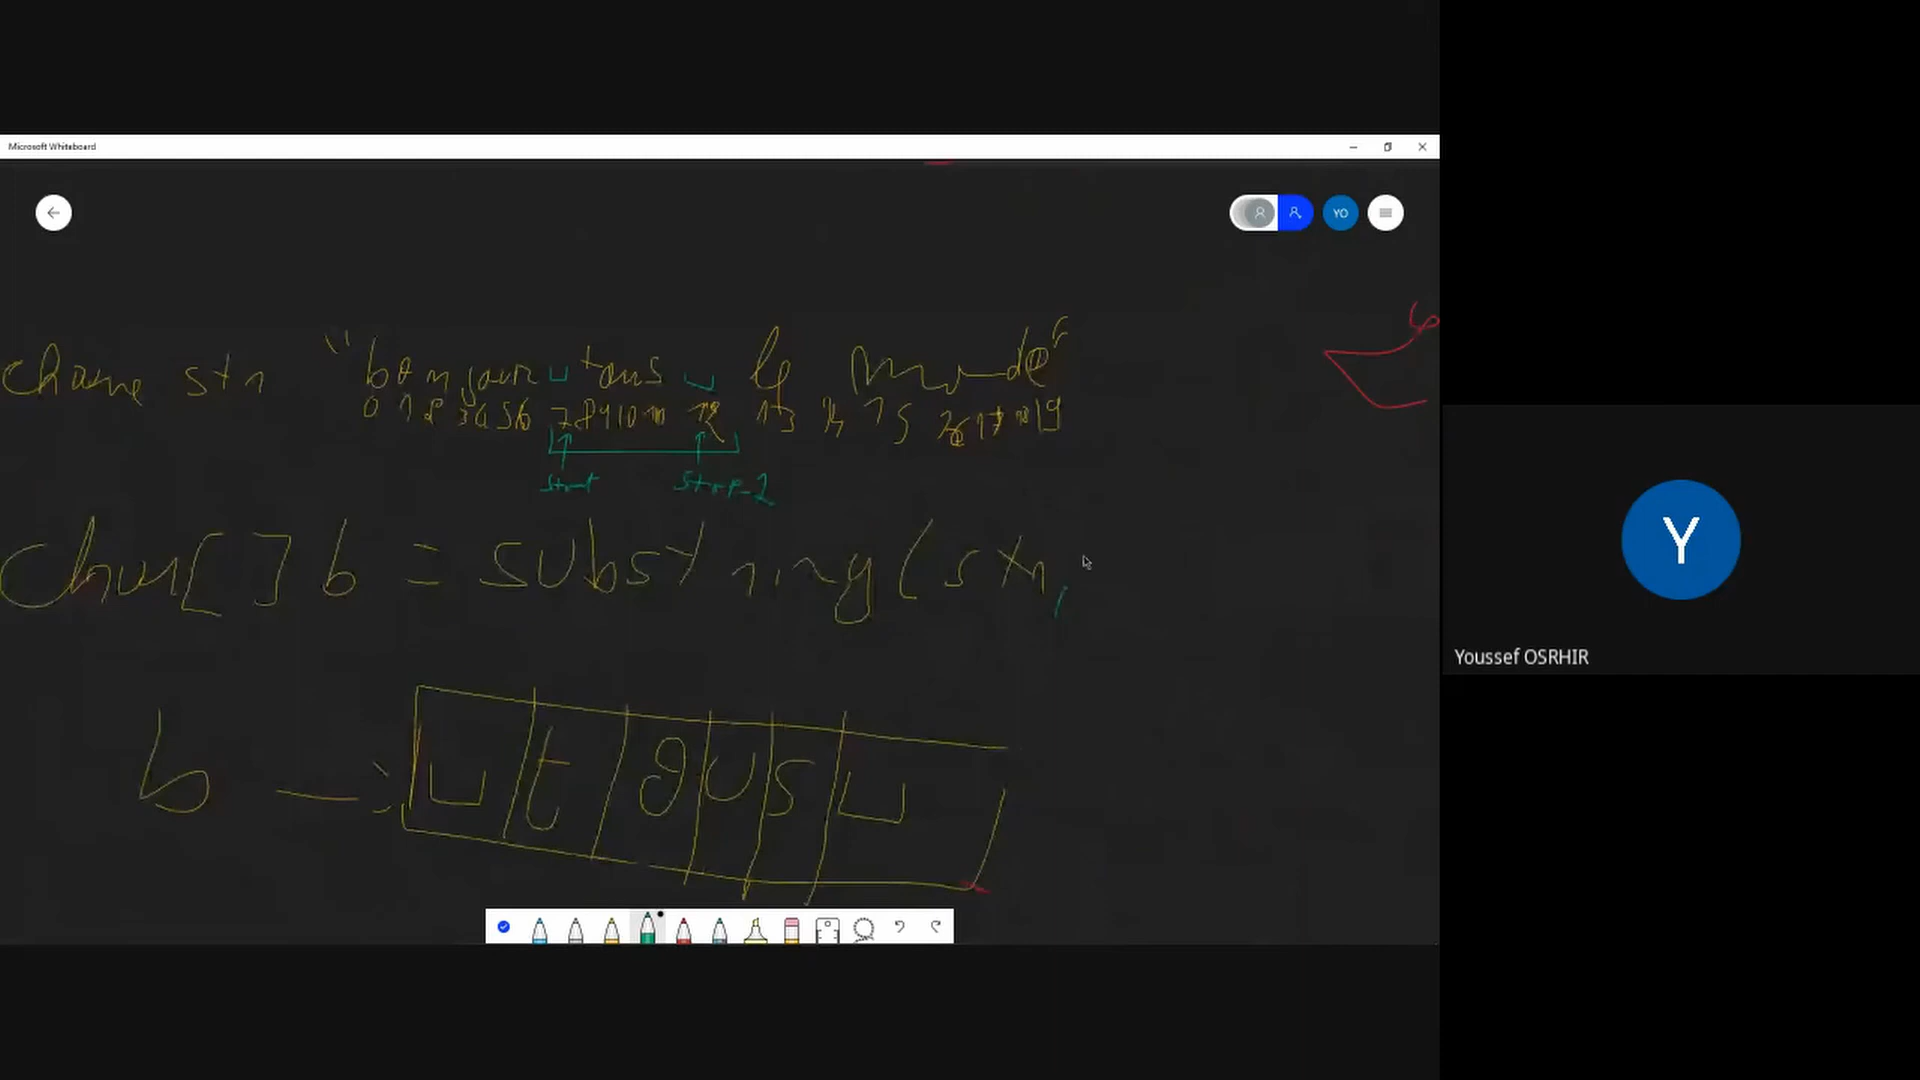 Microsoft Whiteboard
YO
chaine str "bonjour␣tous␣ le monde"
0 1 2 3 4 5 6 7 8 9 10 11 12 13 14 15 16 17 18 19
start stop-1
char[] b = substring(str,
b → ␣ t o u s ␣
Y
Youssef OSRHIR